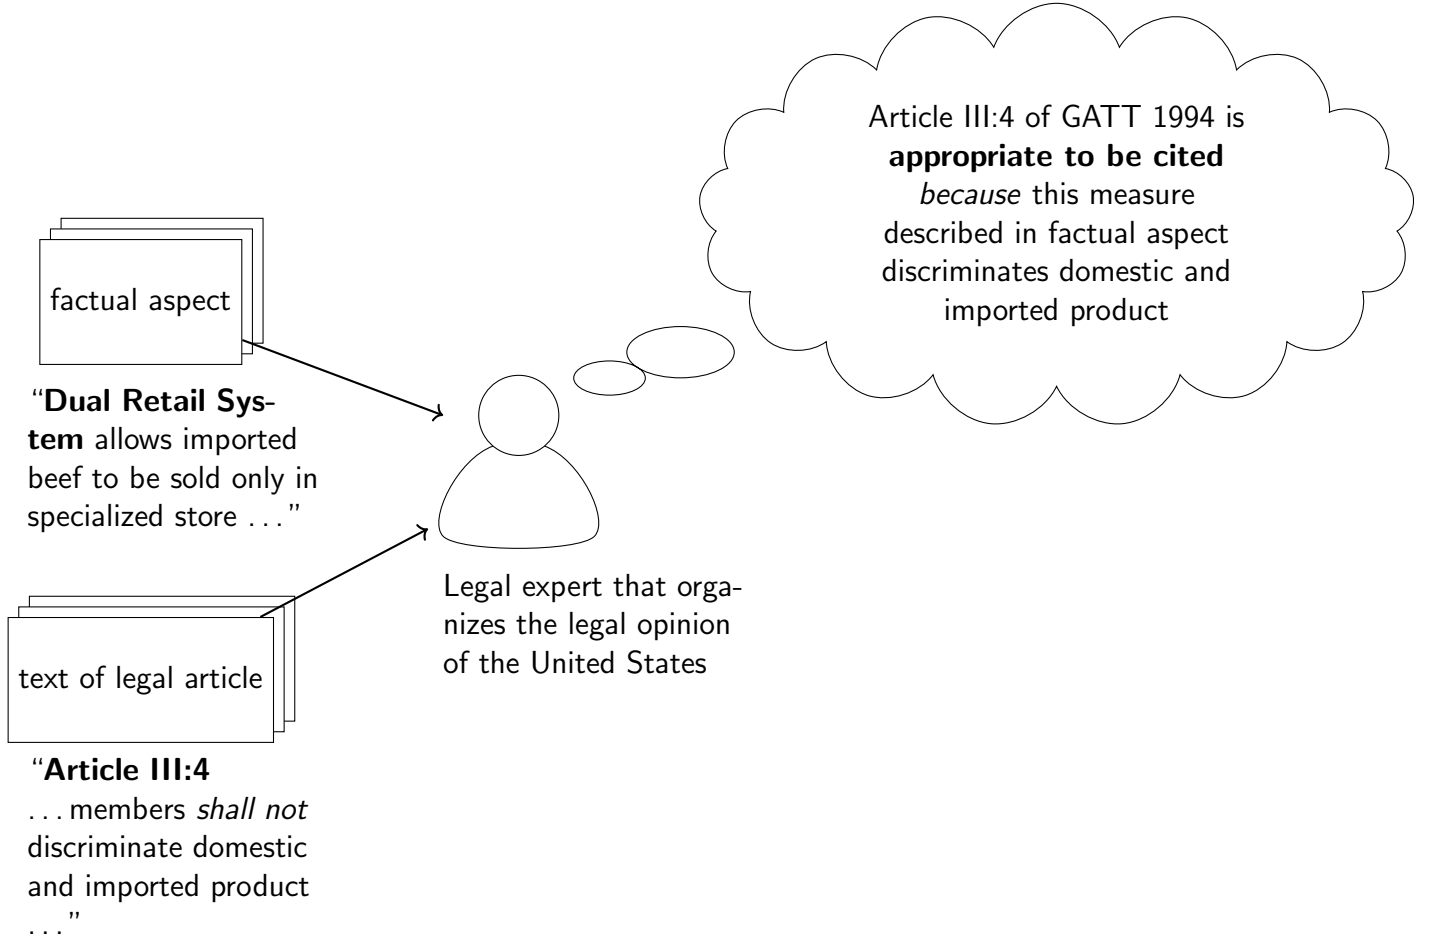 Article III:4 of GATT 1994 is
appropriate to be cited
because this measure
described in factual aspect
discriminates domestic and
imported product
factual aspect
“Dual Retail Sys-
tem allows imported
beef to be sold only in
specialized store . . . ”
Legal expert that orga-
nizes the legal opinion
of the United States
text of legal article
“Article III:4
. . . members shall not
discriminate domestic
and imported product
. . . ”